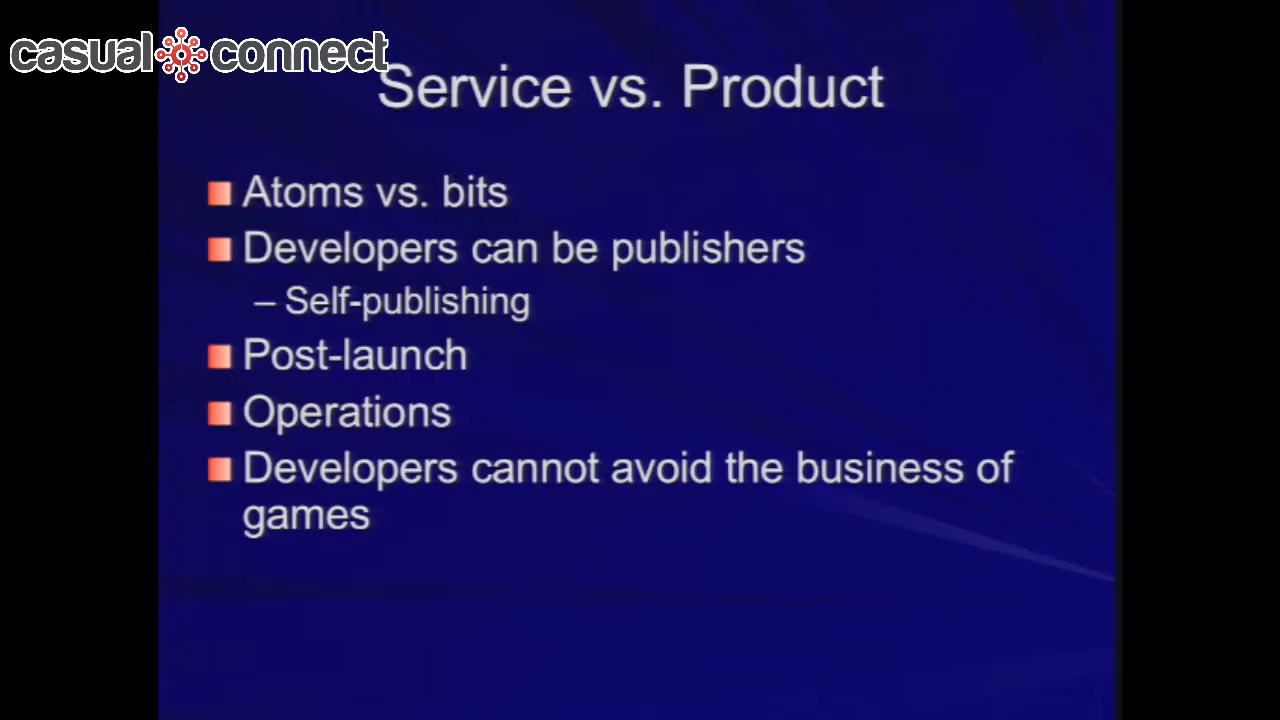 casual connect
Service vs. Product
Atoms vs. bits
Developers can be publishers
– Self-publishing
Post-launch
Operations
Developers cannot avoid the business of
games